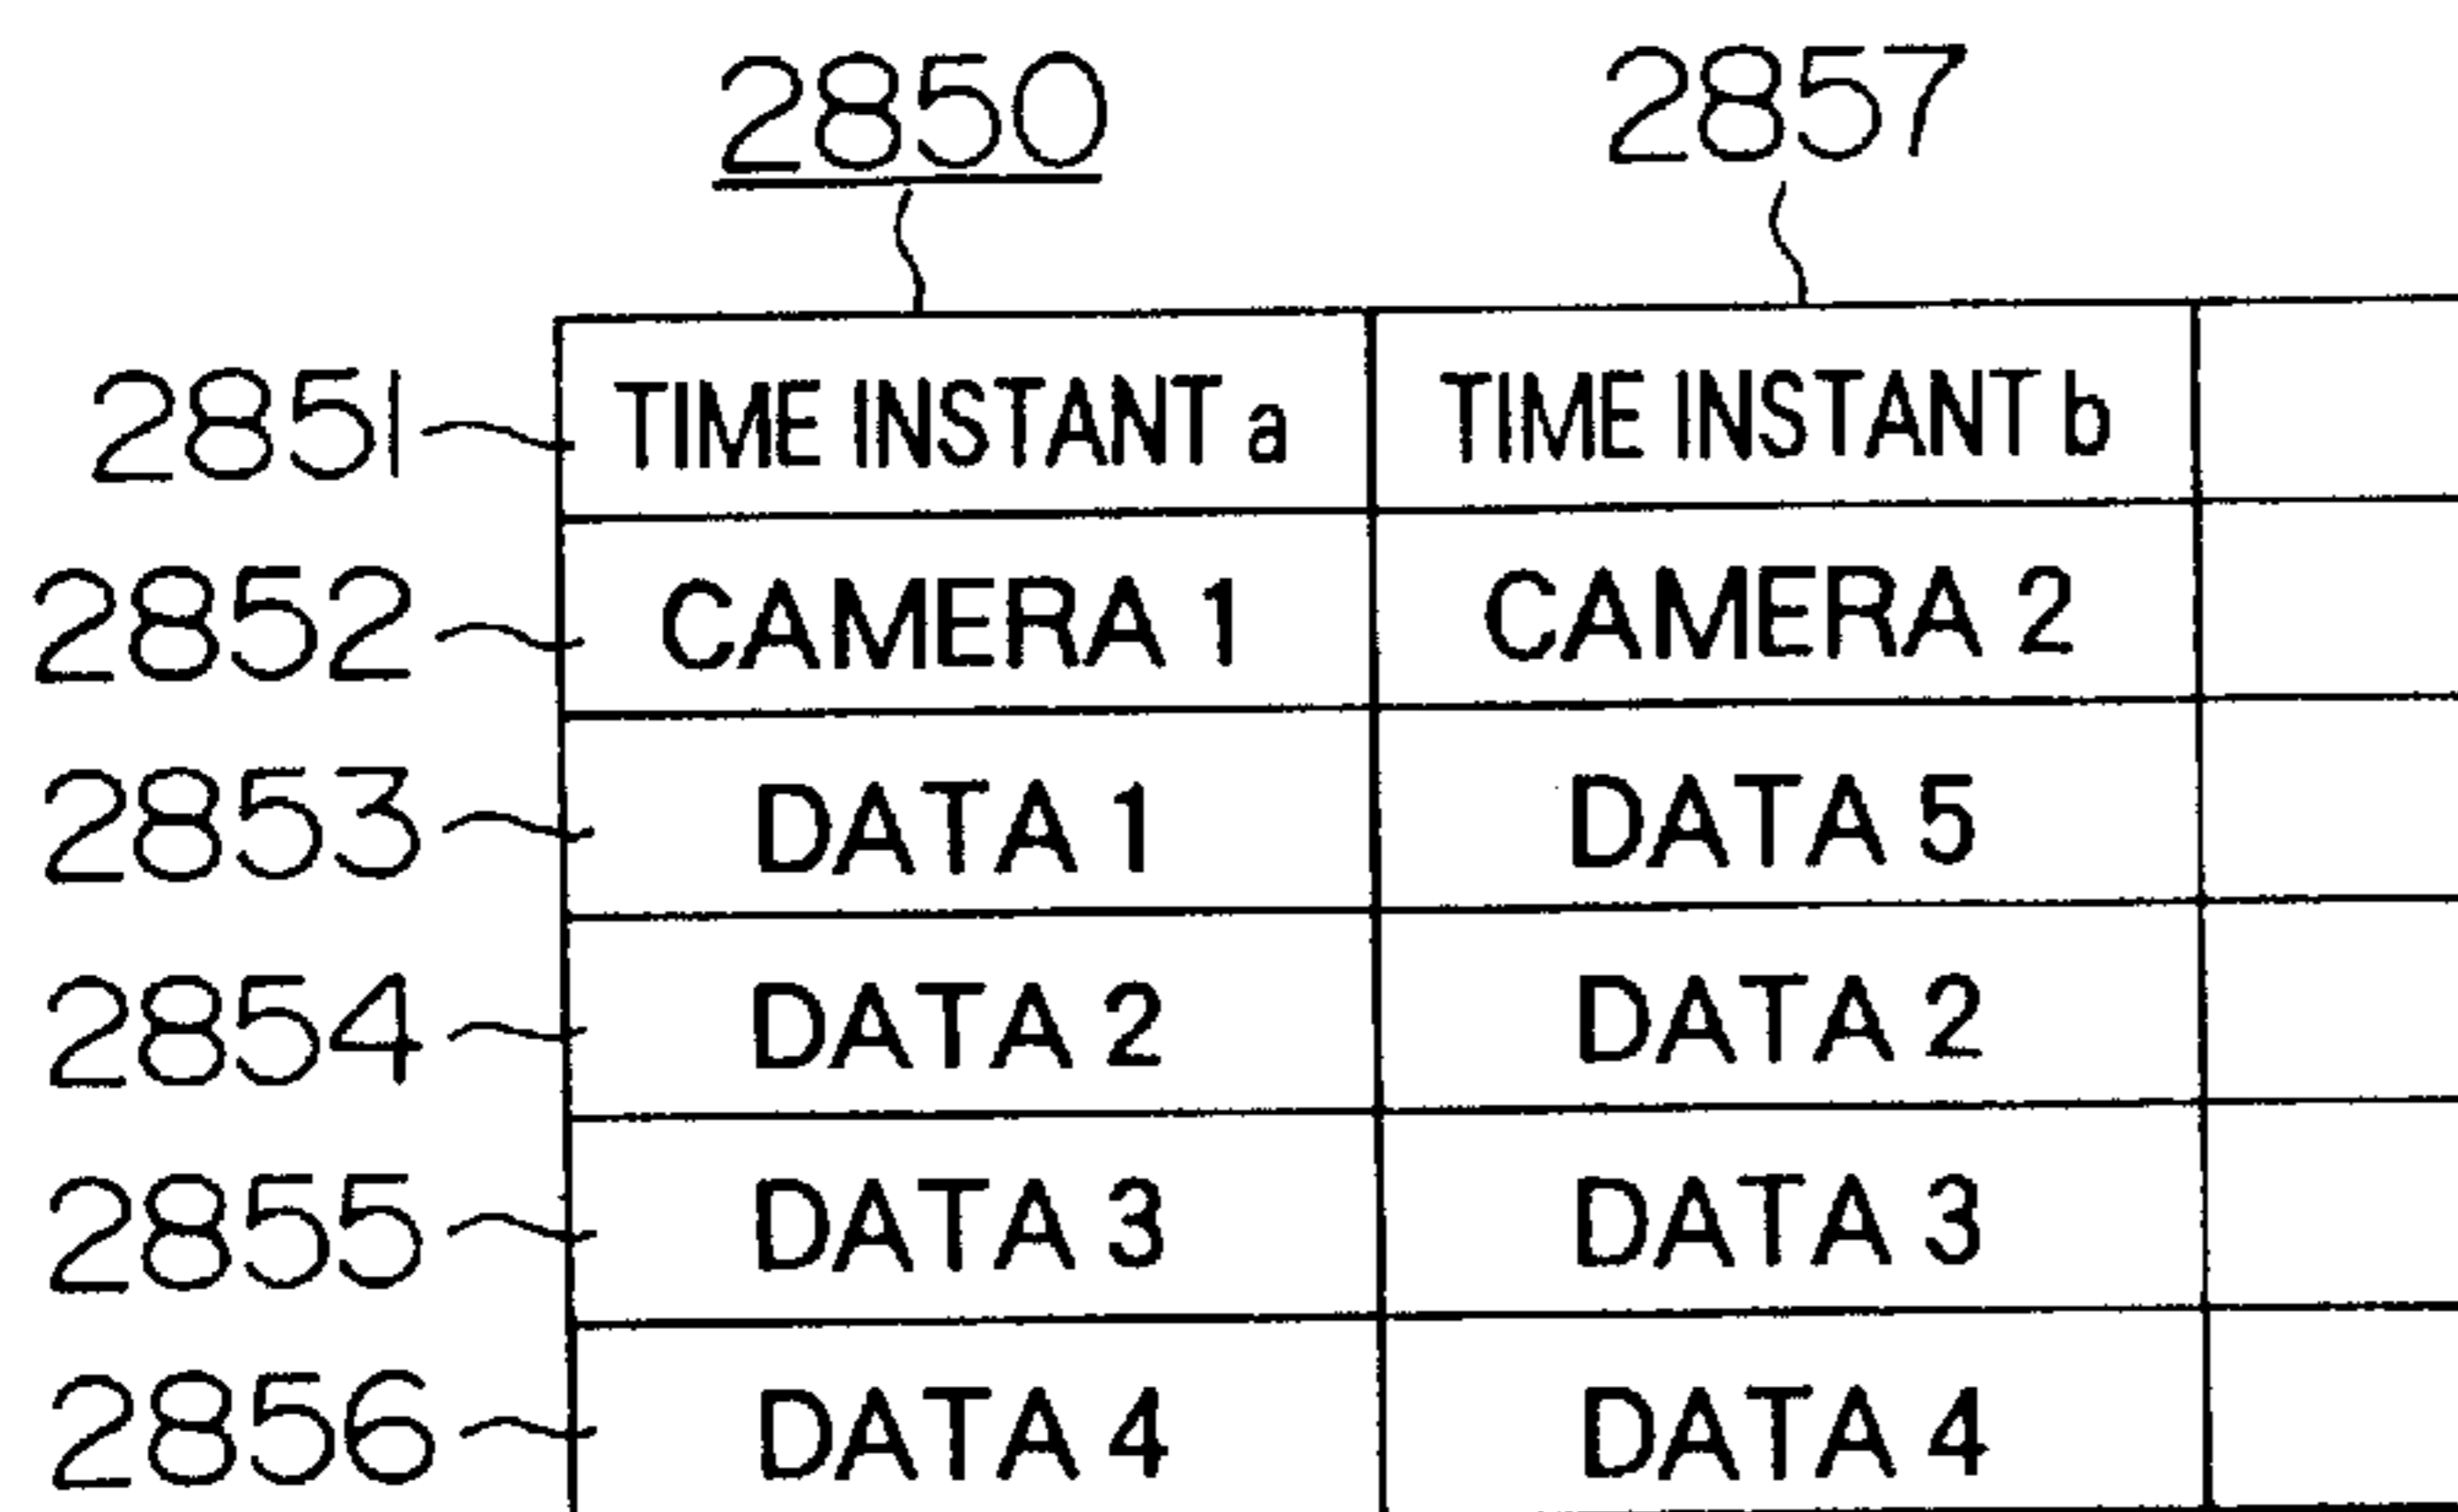 2850 2857
2851 TIME INSTANT a TIME INSTANT b
2852 CAMERA 1 CAMERA 2
2853 DATA 1 DATA 5
2854 DATA 2 DATA 2
2855 DATA 3 DATA 3
2856 DATA 4 DATA 4